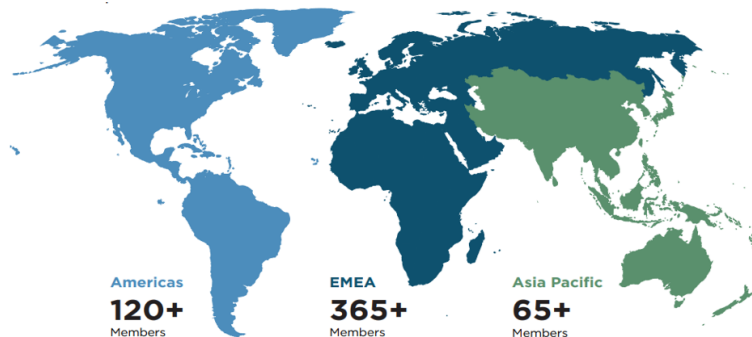 Americas
120+
Members
EMEA
365+
Members
Asia Pacific
65+
Members